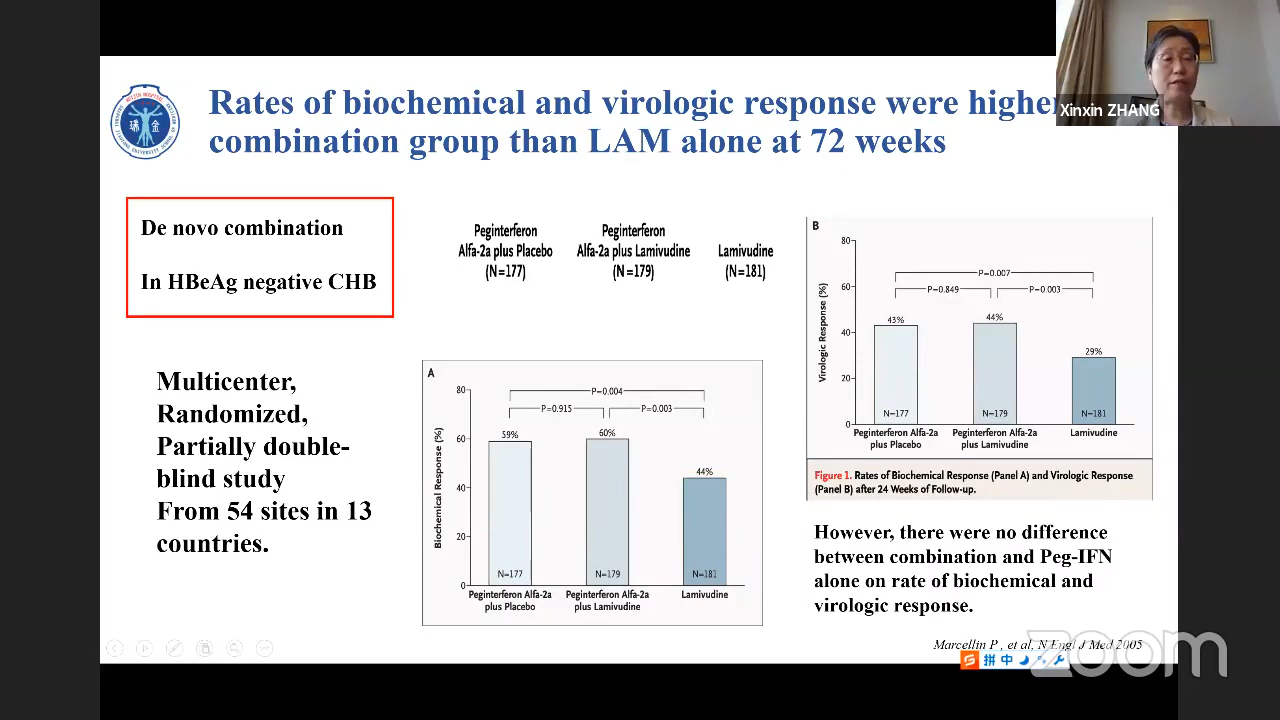 Rates of biochemical and virologic response were higher
combination group than LAM alone at 72 weeks
Xinxin ZHANG
De novo combination
In HBeAg negative CHB
Multicenter,
Randomized,
Partially double-
blind study
From 54 sites in 13
countries.
Peginterferon
Alfa-2a plus Placebo
(N=177)
Peginterferon
Alfa-2a plus Lamivudine
(N=179)
Lamivudine
(N=181)
A
Biochemical Response (%)
80
60
40
20
0
P=0.004
P=0.915
P=0.003
59%
60%
44%
N=177
N=179
N=181
Peginterferon Alfa-2a
plus Placebo
Peginterferon Alfa-2a
plus Lamivudine
Lamivudine
B
Virologic Response (%)
80
60
40
20
0
P=0.007
P=0.849
P=0.003
43%
44%
29%
N=177
N=179
N=181
Peginterferon Alfa-2a
plus Placebo
Peginterferon Alfa-2a
plus Lamivudine
Lamivudine
Figure 1. Rates of Biochemical Response (Panel A) and Virologic Response
(Panel B) after 24 Weeks of Follow-up.
However, there were no difference
between combination and Peg-IFN
alone on rate of biochemical and
virologic response.
Marcellin P , et al, N Engl J Med 2005
拼 中
zoom